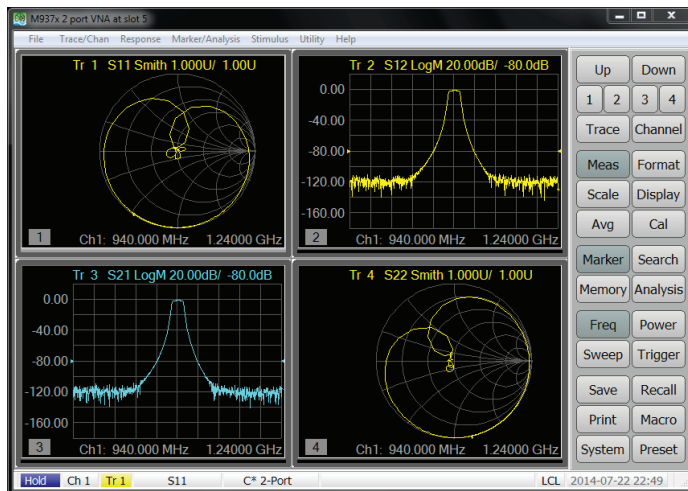 M937x 2 port VNA at slot 5
File Trace/Chan Response Marker/Analysis Stimulus Utility Help
Tr 1 S11 Smith 1.000U/ 1.00U
1
Ch1: 940.000 MHz 1.24000 GHz
Tr 2 S12 LogM 20.00dB/ -80.0dB
0.00
-40.00
-80.00
-120.00
-160.00
2
Ch1: 940.000 MHz 1.24000 GHz
Tr 3 S21 LogM 20.00dB/ -80.0dB
0.00
-40.00
-80.00
-120.00
-160.00
3
Ch1: 940.000 MHz 1.24000 GHz
Tr 4 S22 Smith 1.000U/ 1.00U
4
Ch1: 940.000 MHz 1.24000 GHz
Up Down
1 2 3 4
Trace Channel
Meas Format
Scale Display
Avg Cal
Marker Search
Memory Analysis
Freq Power
Sweep Trigger
Save Recall
Print Macro
System Preset
Hold Ch 1 Tr 1 S11 C* 2-Port LCL 2014-07-22 22:49